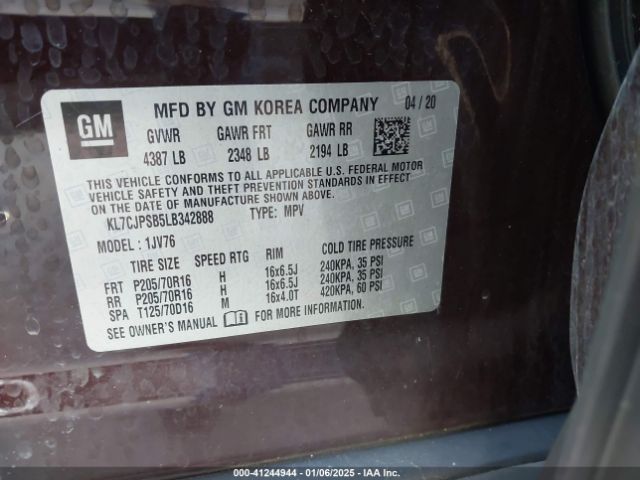 GM
MFD BY GM KOREA COMPANY 04 / 20
GVWR GAWR FRT GAWR RR
4387 LB 2348 LB 2194 LB
THIS VEHICLE CONFORMS TO ALL APPLICABLE U.S. FEDERAL MOTOR
VEHICLE SAFETY AND THEFT PREVENTION STANDARDS IN EFFECT
ON THE DATE OF MANUFACTURE SHOWN ABOVE.
KL7CJPSB5LB342888 TYPE: MPV
MODEL: 1JV76
TIRE SIZE SPEED RTG RIM COLD TIRE PRESSURE
FRT P205/70R16 H 16x6.5J 240KPA, 35 PSI
RR P205/70R16 H 16x6.5J 240KPA, 35 PSI
SPA T125/70D16 M 16x4.0T 420KPA, 60 PSI
SEE OWNER'S MANUAL FOR MORE INFORMATION.
000-41244944 | 01/06/2025 | IAA Inc.